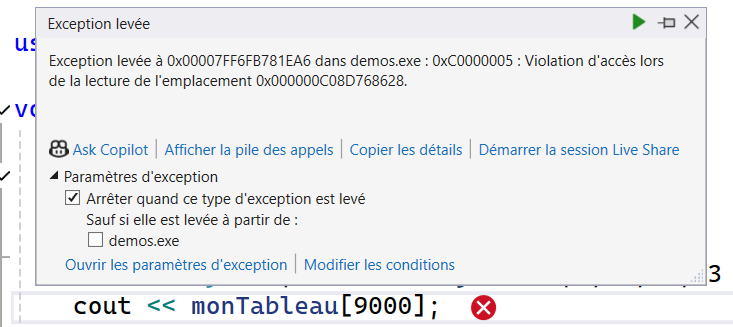 Exception levée
us
Exception levée à 0x00007FF6FB781EA6 dans demos.exe : 0xC0000005 : Violation d'accès lors
de la lecture de l'emplacement 0x000000C08D768628.
vo
Ask Copilot | Afficher la pile des appels | Copier les détails | Démarrer la session Live Share
Paramètres d'exception
Arrêter quand ce type d'exception est levé
Sauf si elle est levée à partir de :
demos.exe
Ouvrir les paramètres d'exception | Modifier les conditions
3
cout << monTableau[9000];